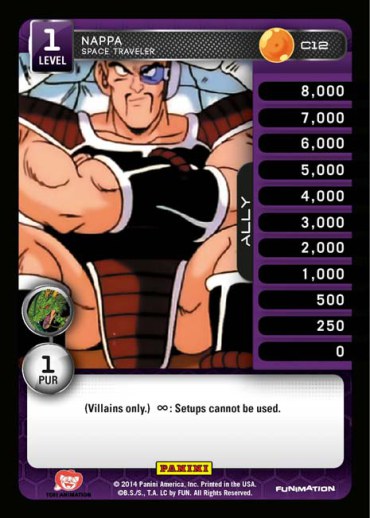 1
LEVEL
NAPPA
SPACE TRAVELER
C12
8,000
7,000
6,000
5,000
4,000
3,000
2,000
1,000
500
250
0
ALLY
1
PUR
(Villains only.) ∞: Setups cannot be used.
PANINI
TOEI ANIMATION
© 2014 Panini America, Inc. Printed in the USA.
©B.S./S., T.A. LC by FUN. All Rights Reserved.
FUNIMATION